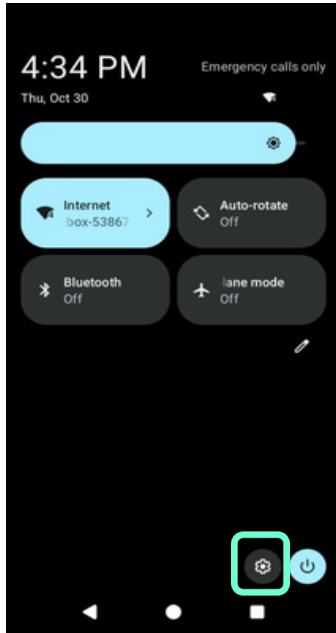 4:34 PM
Emergency calls only
Thu, Oct 30
Internet
box-53867
Auto-rotate
Off
Bluetooth
Off
lane mode
Off